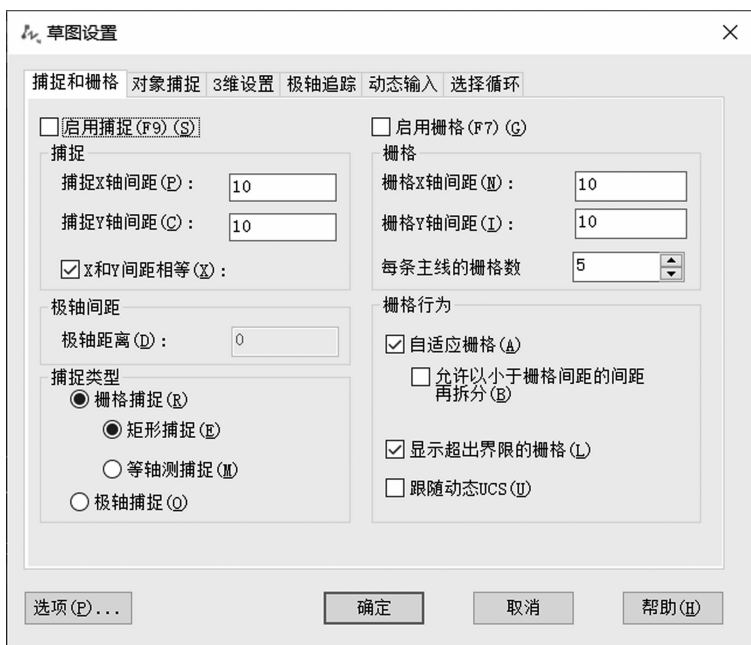 草图设置
捕捉和栅格 对象捕捉 3维设置 极轴追踪 动态输入 选择循环
启用捕捉(F9)(S)
捕捉
捕捉X轴间距(P): 10
捕捉Y轴间距(C): 10
X和Y间距相等(X):
极轴间距
极轴距离(D): 0
捕捉类型
栅格捕捉(R)
矩形捕捉(E)
等轴测捕捉(M)
极轴捕捉(O)
启用栅格(F7)(G)
栅格
栅格X轴间距(N): 10
栅格Y轴间距(I): 10
每条主线的栅格数 5
栅格行为
自适应栅格(A)
允许以小于栅格间距的间距
再拆分(B)
显示超出界限的栅格(L)
跟随动态UCS(U)
选项(P)... 确定 取消 帮助(H)